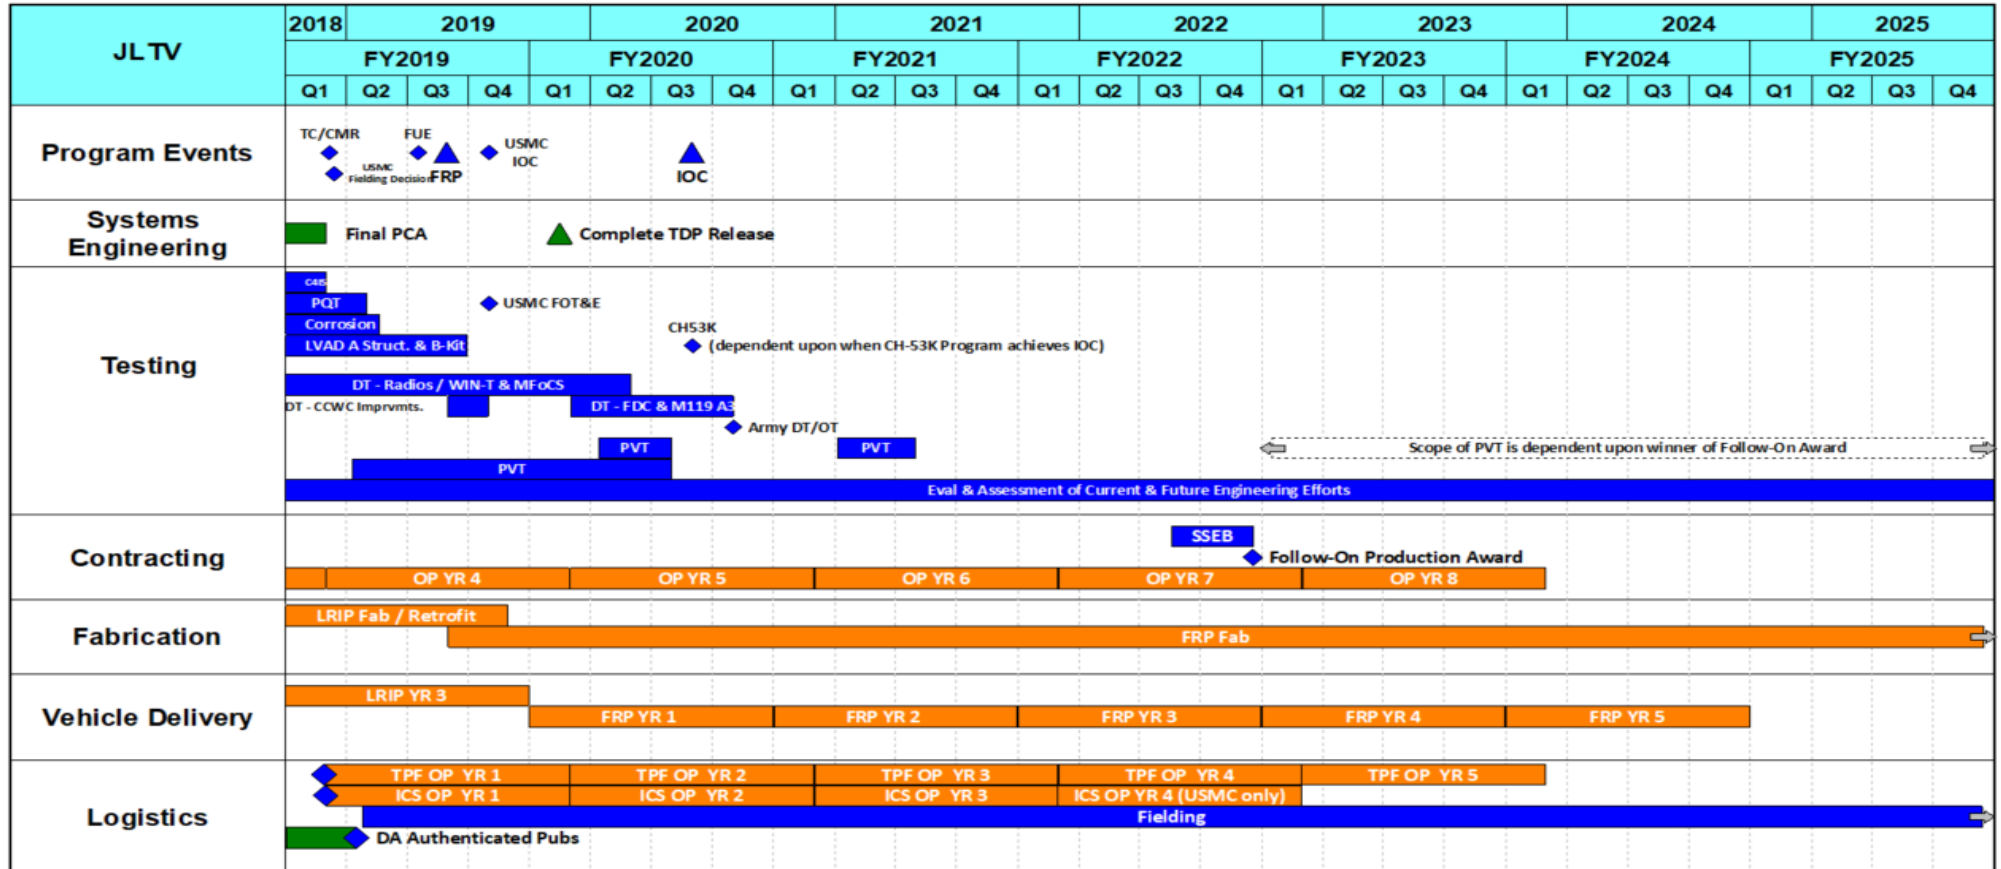 JLTV
2018 2019 2020 2021 2022 2023 2024 2025
FY2019 FY2020 FY2021 FY2022 FY2023 FY2024 FY2025
Q1 Q2 Q3 Q4 Q1 Q2 Q3 Q4 Q1 Q2 Q3 Q4 Q1 Q2 Q3 Q4 Q1 Q2 Q3 Q4 Q1 Q2 Q3 Q4 Q1 Q2 Q3 Q4
Program Events
TC/CMR
FUE
USMC
IOC
USMC
Fielding Decision
FRP
IOC
Systems
Engineering
Final PCA
Complete TDP Release
Testing
C4IS
PQT
USMC FOT&E
Corrosion
CH53K
LVAD A Struct. & B-Kit
(dependent upon when CH-53K Program achieves IOC)
DT - Radios / WIN-T & MFoCS
DT - CCWC Imprvmts.
DT - FDC & M119 A3
Army DT/OT
PVT
PVT
Scope of PVT is dependent upon winner of Follow-On Award
PVT
Eval & Assessment of Current & Future Engineering Efforts
Contracting
SSEB
Follow-On Production Award
OP YR 4 OP YR 5 OP YR 6 OP YR 7 OP YR 8
Fabrication
LRIP Fab / Retrofit
FRP Fab
Vehicle Delivery
LRIP YR 3
FRP YR 1 FRP YR 2 FRP YR 3 FRP YR 4 FRP YR 5
Logistics
TPF OP YR 1 TPF OP YR 2 TPF OP YR 3 TPF OP YR 4 TPF OP YR 5
ICS OP YR 1 ICS OP YR 2 ICS OP YR 3 ICS OP YR 4 (USMC only)
Fielding
DA Authenticated Pubs